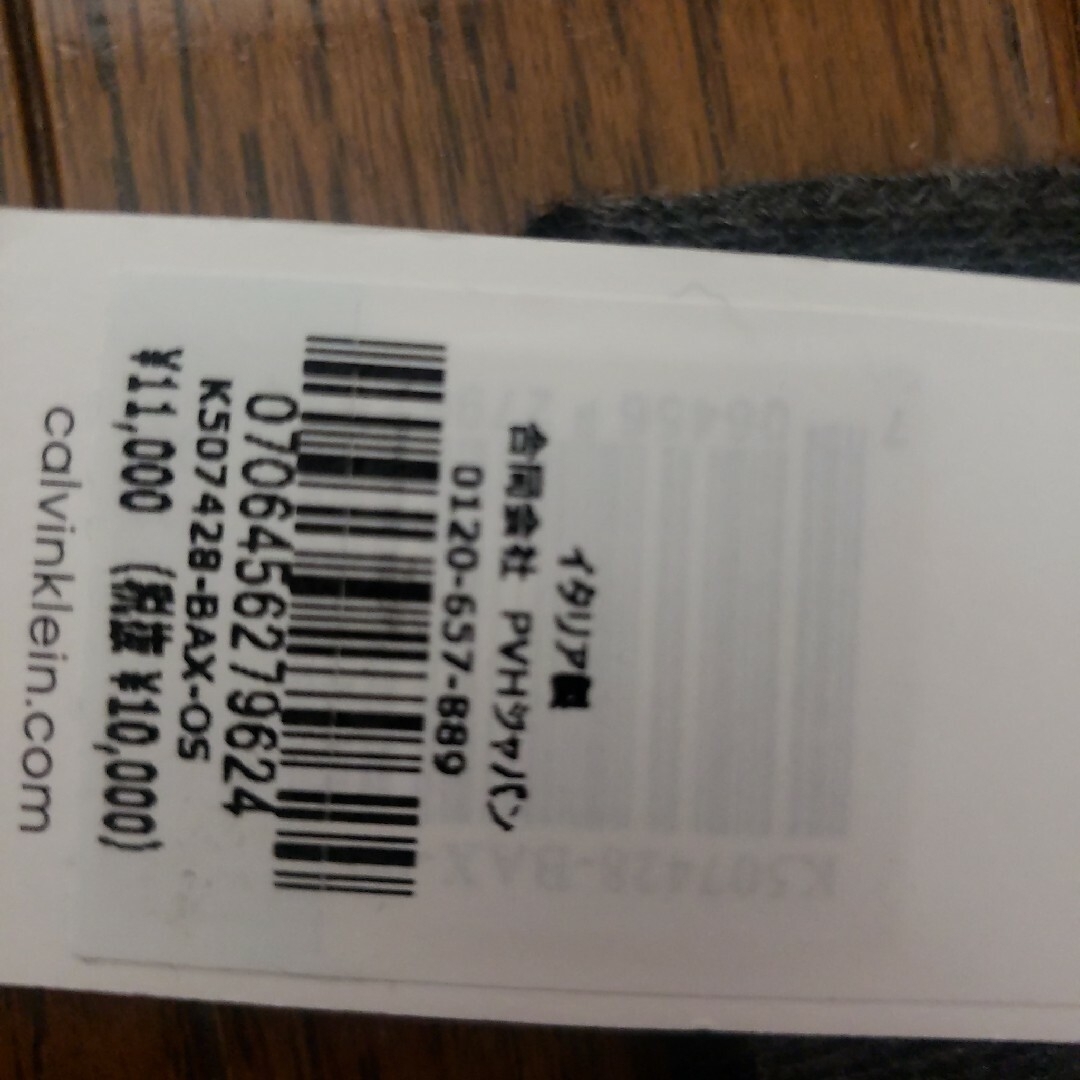 イタリア製
合同会社 PVHジャパン
0120-657-889
0706456279624
K507428-BAX-OS
¥11,000 (税抜 ¥10,000)
calvinklein.com